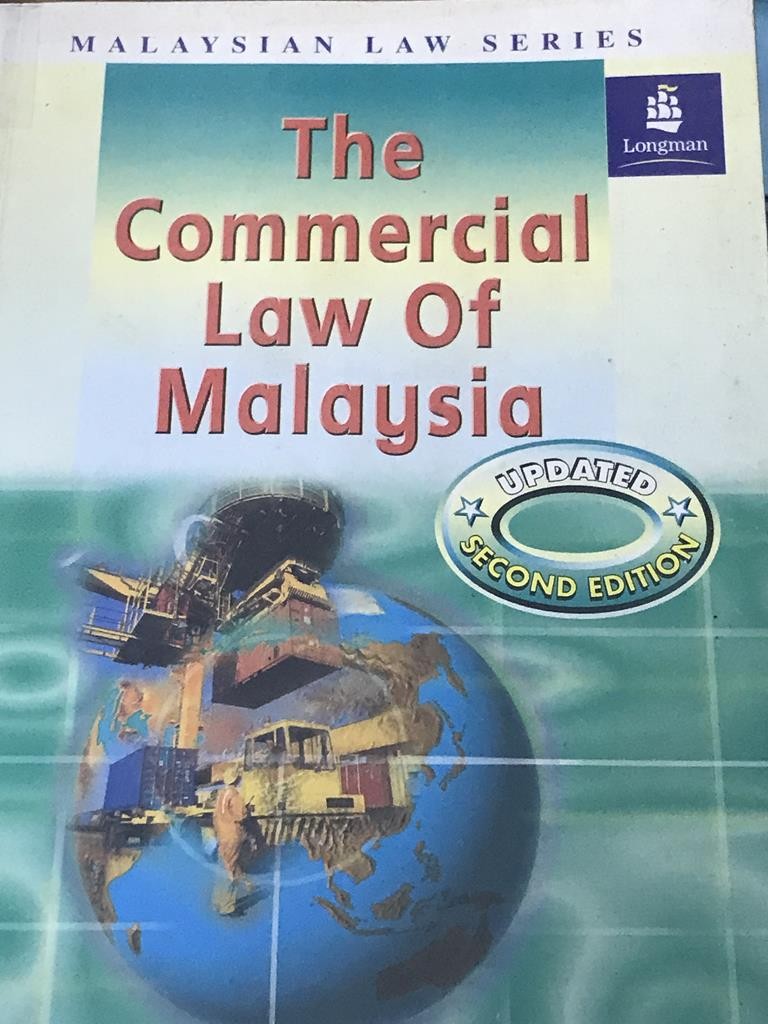 MALAYSIAN LAW SERIES
Longman
The
Commercial
Law Of
Malaysia
UPDATED
SECOND EDITION